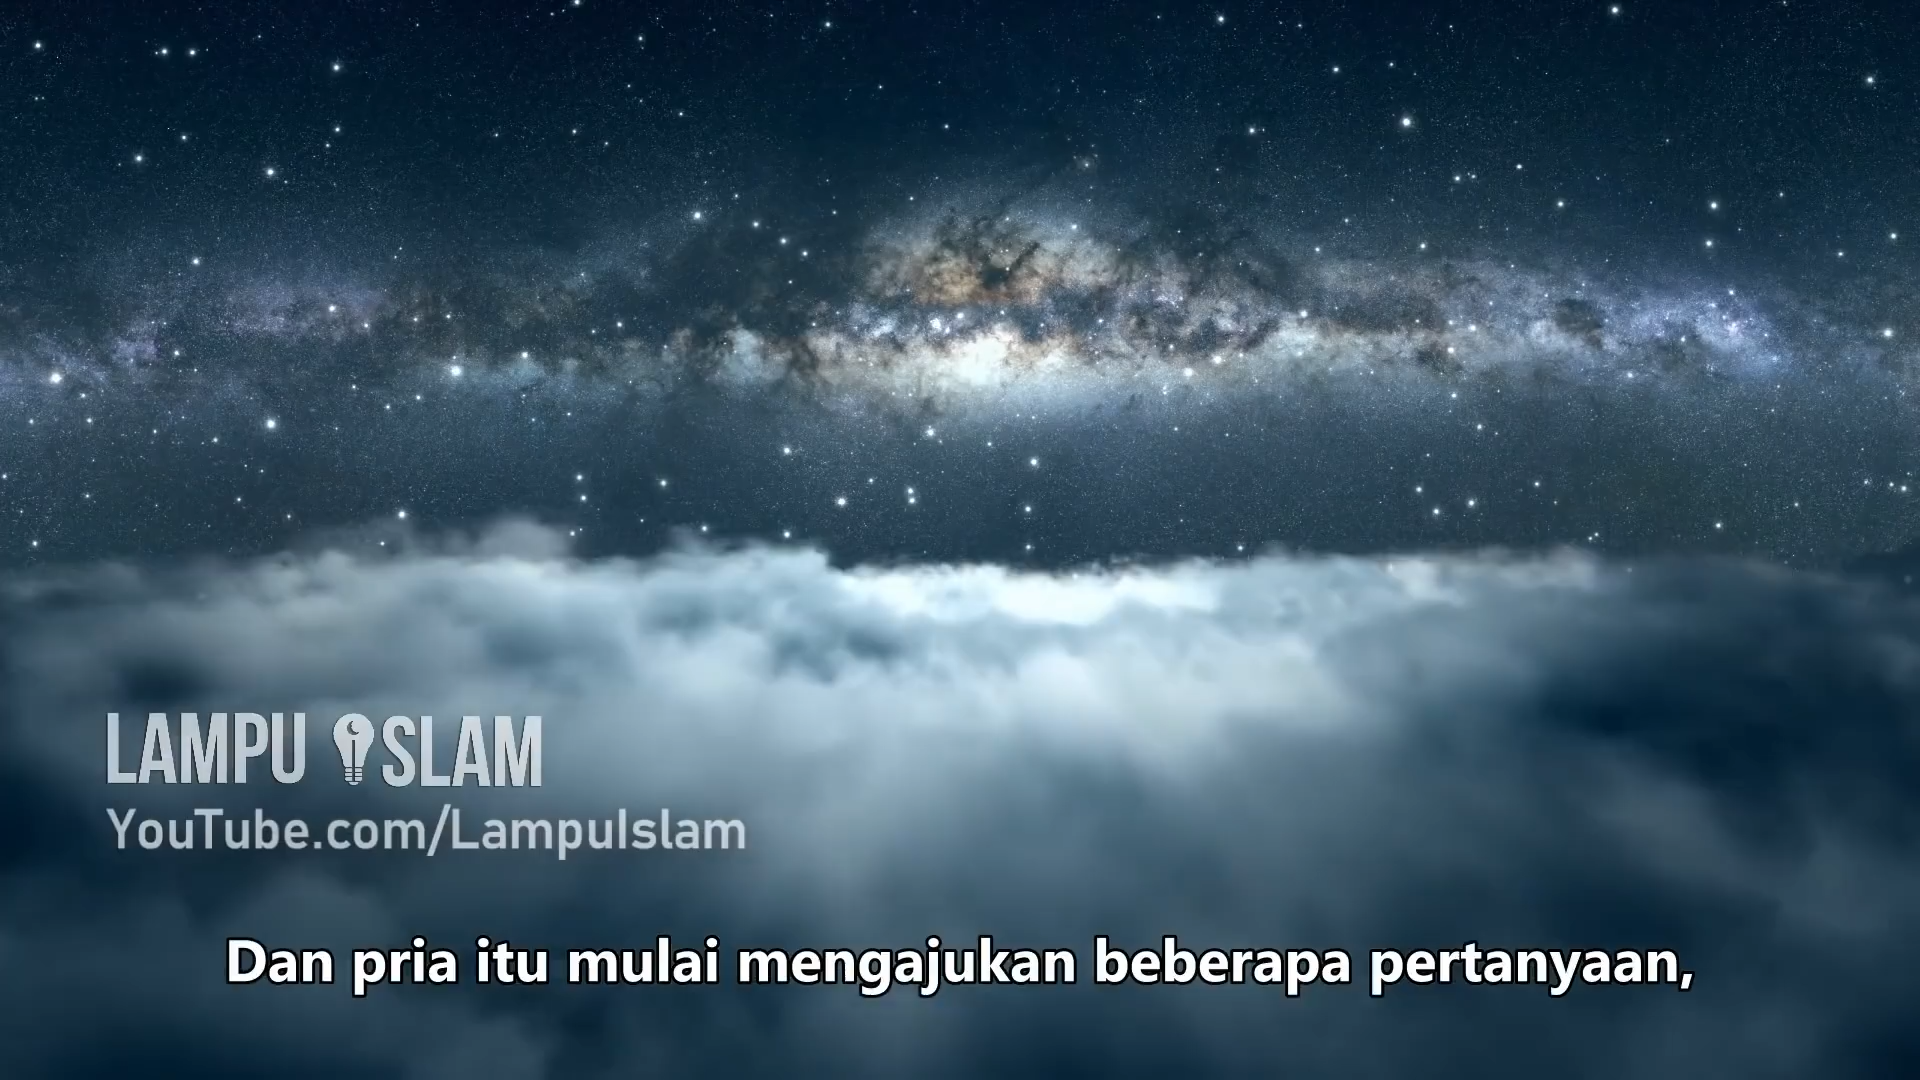 LAMPU ISLAM
YouTube.com/LampuIslam
Dan pria itu mulai mengajukan beberapa pertanyaan,